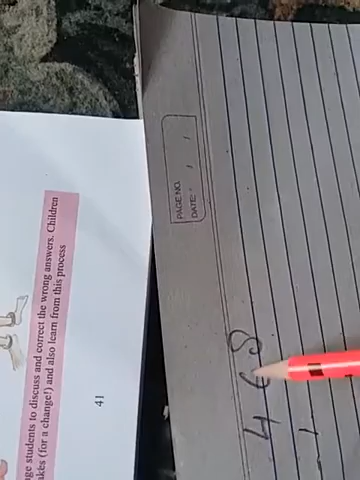 ge students to discuss and correct the wrong answers. Children
akes (for a change!) and also learn from this process
41
PAGE NO.
DATE:
468